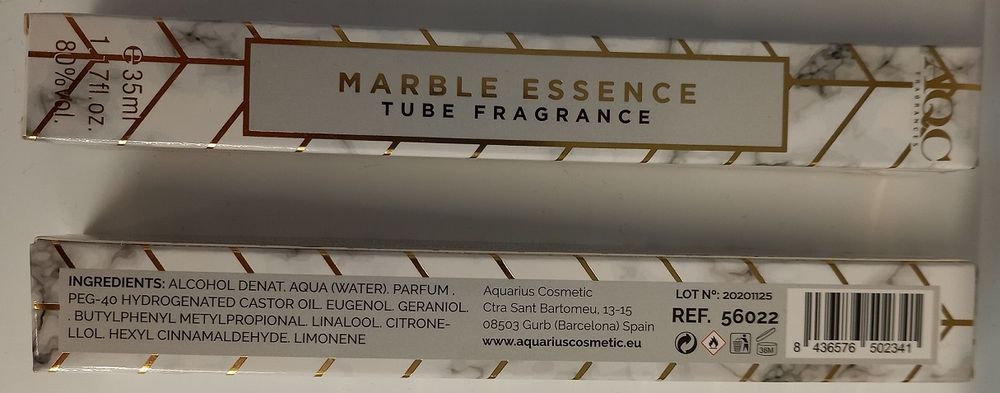 MARBLE ESSENCE
TUBE FRAGRANCE
℮35ml
1.17fl.oz.
80%vol.
AQC
FRAGRANCES
INGREDIENTS: ALCOHOL DENAT. AQUA (WATER). PARFUM .
PEG-40 HYDROGENATED CASTOR OIL. EUGENOL. GERANIOL.
. BUTYLPHENYL METYLPROPIONAL. LINALOOL. CITRONE-
LLOL. HEXYL CINNAMALDEHYDE. LIMONENE
Aquarius Cosmetic
Ctra Sant Bartomeu, 13-15
08503 Gurb (Barcelona) Spain
www.aquariuscosmetic.eu
LOT Nº: 20201125
REF. 56022
36M
8 436576 502341